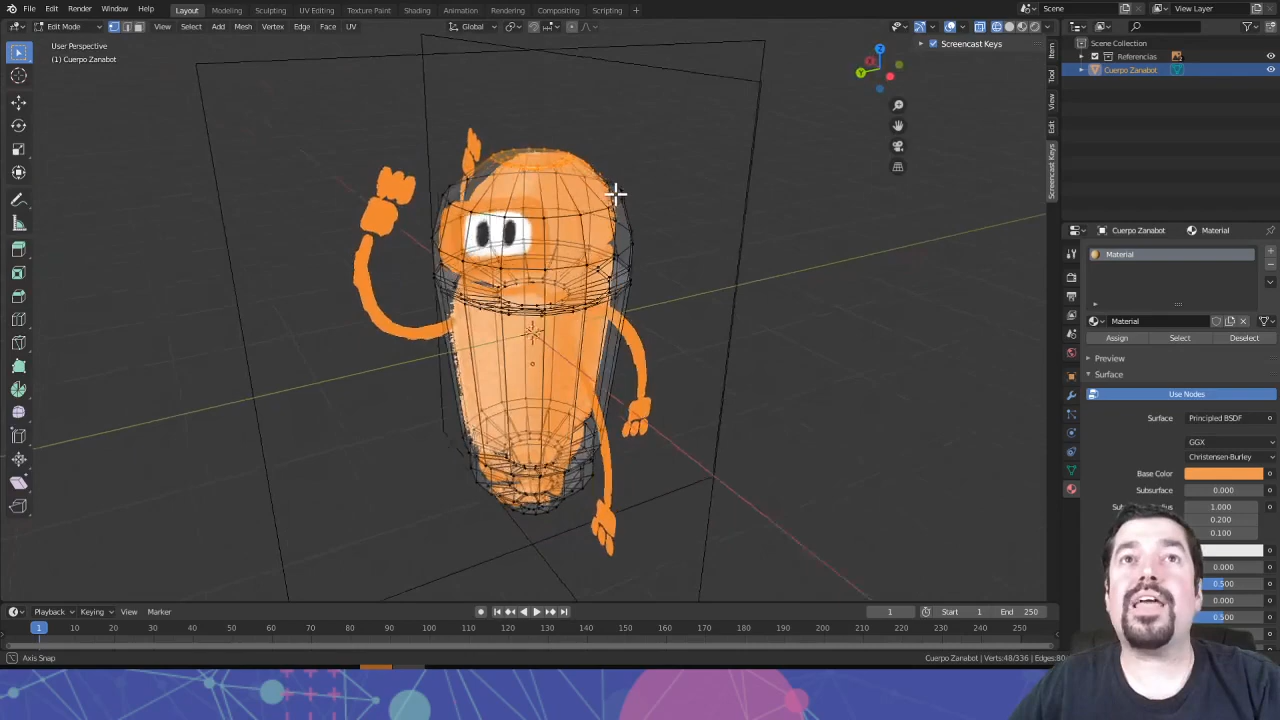 File Edit Render Window Help Layout Modeling Sculpting UV Editing Texture Paint Shading Animation Rendering Compositing Scripting + Scene View Layer
Edit Mode View Select Add Mesh Vertex Edge Face UV Global
User Perspective
(1) Cuerpo Zanabot
Screencast Keys
Item
Tool
View
Edit
Screencast Keys
Z
Y
Scene Collection
Referencias
Cuerpo Zanabot
Cuerpo Zanabot Material
Material
Material
Assign Select Deselect
Preview
Surface
Use Nodes
Surface Principled BSDF
GGX
Christensen-Burley
Base Color
Subsurface 0.000
1.000
0.200
0.100
0.000
0.500
0.000
0.500
Playback Keying View Marker 1 Start 1 End 250
1 10 20 30 40 50 60 70 80 90 100 110 120 130 140 150 160 170 180 190 200 210 220 230 240 250
Axis Snap
Cuerpo Zanabot | Verts:48/336 | Edges:80